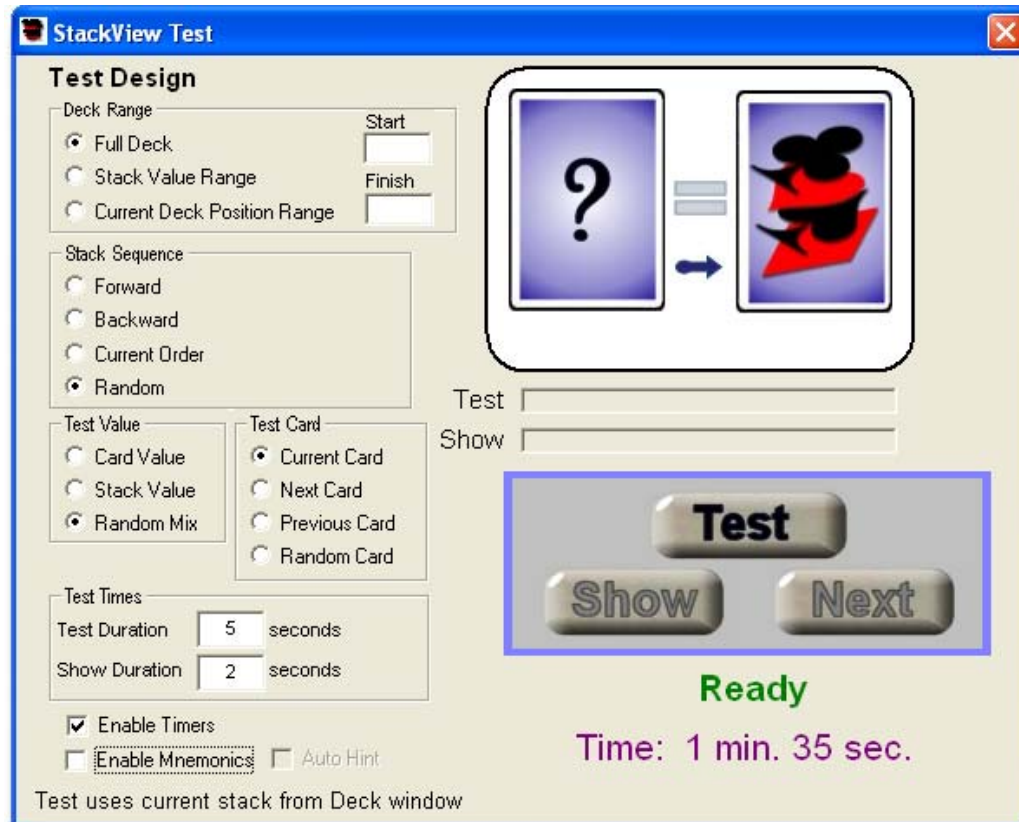 StackView Test
Test Design
Deck Range
Full Deck
Stack Value Range
Current Deck Position Range
Start
Finish
Stack Sequence
Forward
Backward
Current Order
Random
Test Value
Card Value
Stack Value
Random Mix
Test Card
Current Card
Next Card
Previous Card
Random Card
Test Times
Test Duration 5 seconds
Show Duration 2 seconds
Enable Timers
Enable Mnemonics Auto Hint
Test uses current stack from Deck window
?
Test
Show
Test
Show Next
Ready
Time: 1 min. 35 sec.